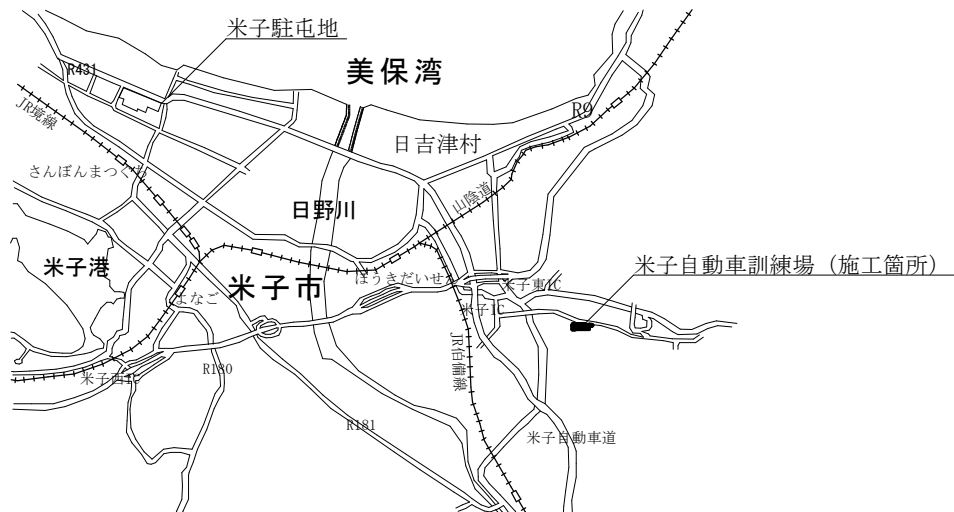 米子駐屯地
R431
美保湾
JR境線
R9
日吉津村
さんぼんまつぐち
山陰道
日野川
米子港
米子市
ほうきだいせん
米子東IC
米子自動車訓練場（施工箇所）
よなご
米子IC
JR伯備線
米子西IC
R180
R181
米子自動車道